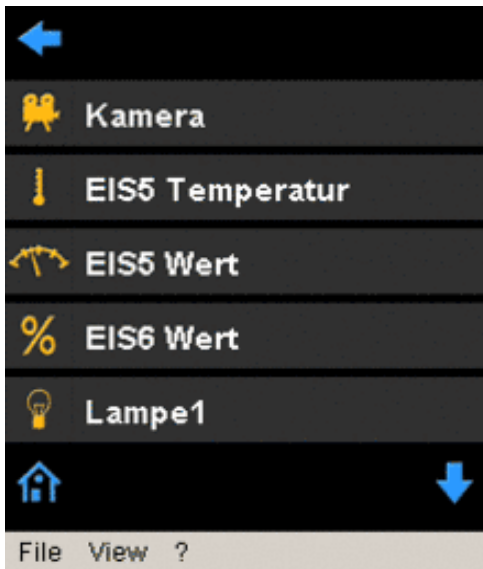 Kamera
EIS5 Temperatur
EIS5 Wert
% EIS6 Wert
Lampe1
File View ?